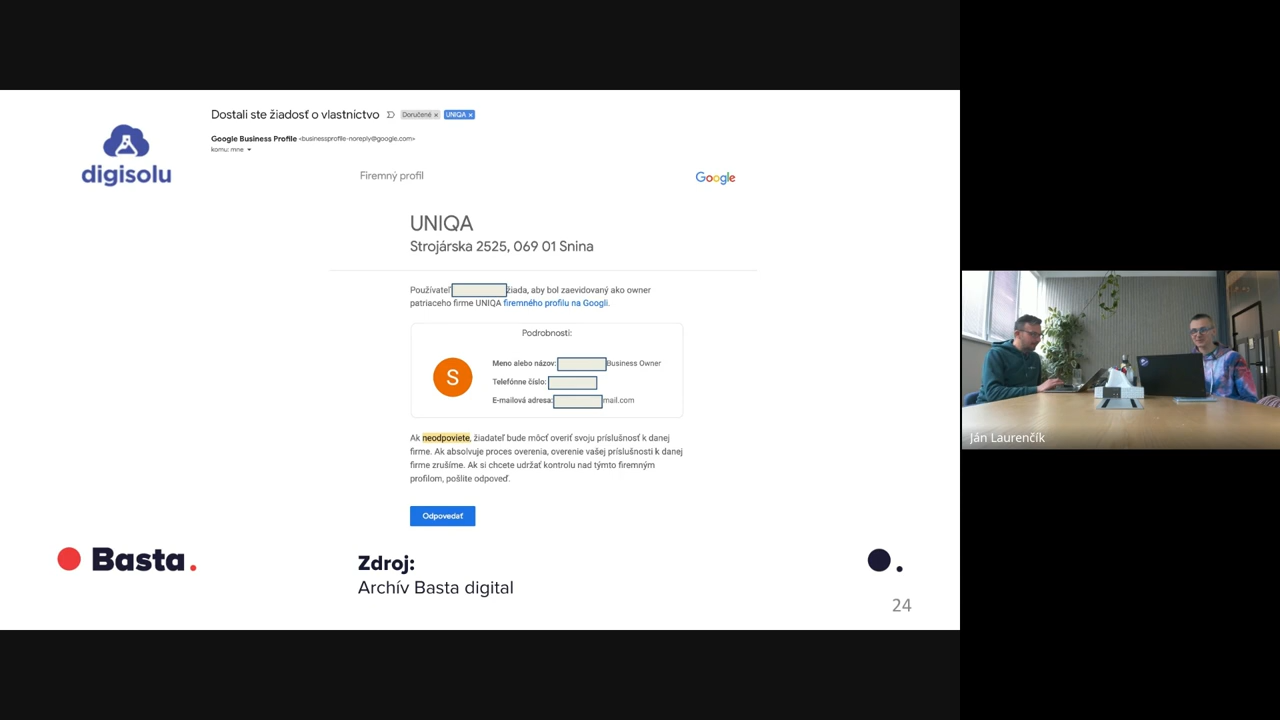 digisolu
Dostali ste žiadosť o vlastníctvo Doručené × UNIQA ×
Google Business Profile <businessprofile-noreply@google.com>
komu: mne
Firemný profil
Google
UNIQA
Strojárska 2525, 069 01 Snina
Používateľ žiada, aby bol zaevidovaný ako owner
patriaceho firme UNIQA firemného profilu na Googli.
Podrobnosti:
S
Meno alebo názov: Business Owner
Telefónne číslo:
E-mailová adresa: mail.com
Ak neodpoviete, žiadateľ bude môcť overiť svoju príslušnosť k danej
firme. Ak absolvuje proces overenia, overenie vašej príslušnosti k danej
firme zrušíme. Ak si chcete udržať kontrolu nad týmto firemným
profilom, pošlite odpoveď.
Odpovedať
Basta.
Zdroj:
Archív Basta digital
24
Ján Laurenčík